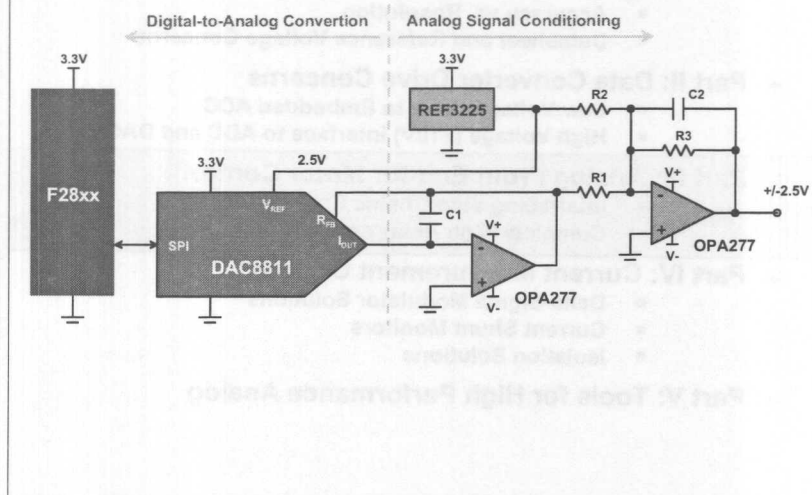 Digital-to-Analog Convertion
Analog Signal Conditioning
3.3V
3.3V
R2
C2
REF3225
R3
3.3V
2.5V
F28xx
VREF
RFB
C1
R1
V+
+/-2.5V
-
+
SPI
IOUT
V+
V-
OPA277
DAC8811
-
+
OPA277
V-
Part II: Data Converter Drive Concerns
Part IV: Current Measurement
Current Shunt Monitors
Isolation Solutions
Part V: Tools for High Performance Analog